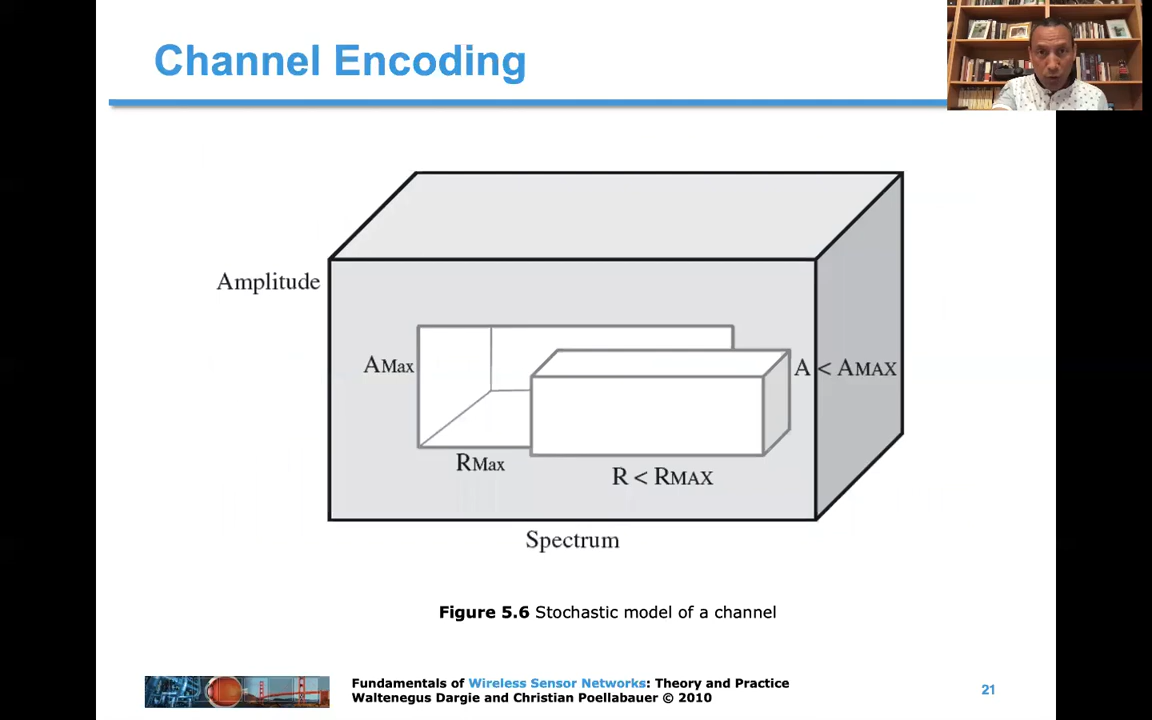 Channel Encoding
Amplitude
AMax
A < AMAX
RMax
R < RMAX
Spectrum
Figure 5.6 Stochastic model of a channel
Fundamentals of Wireless Sensor Networks: Theory and Practice
Waltenegus Dargie and Christian Poellabauer © 2010
21